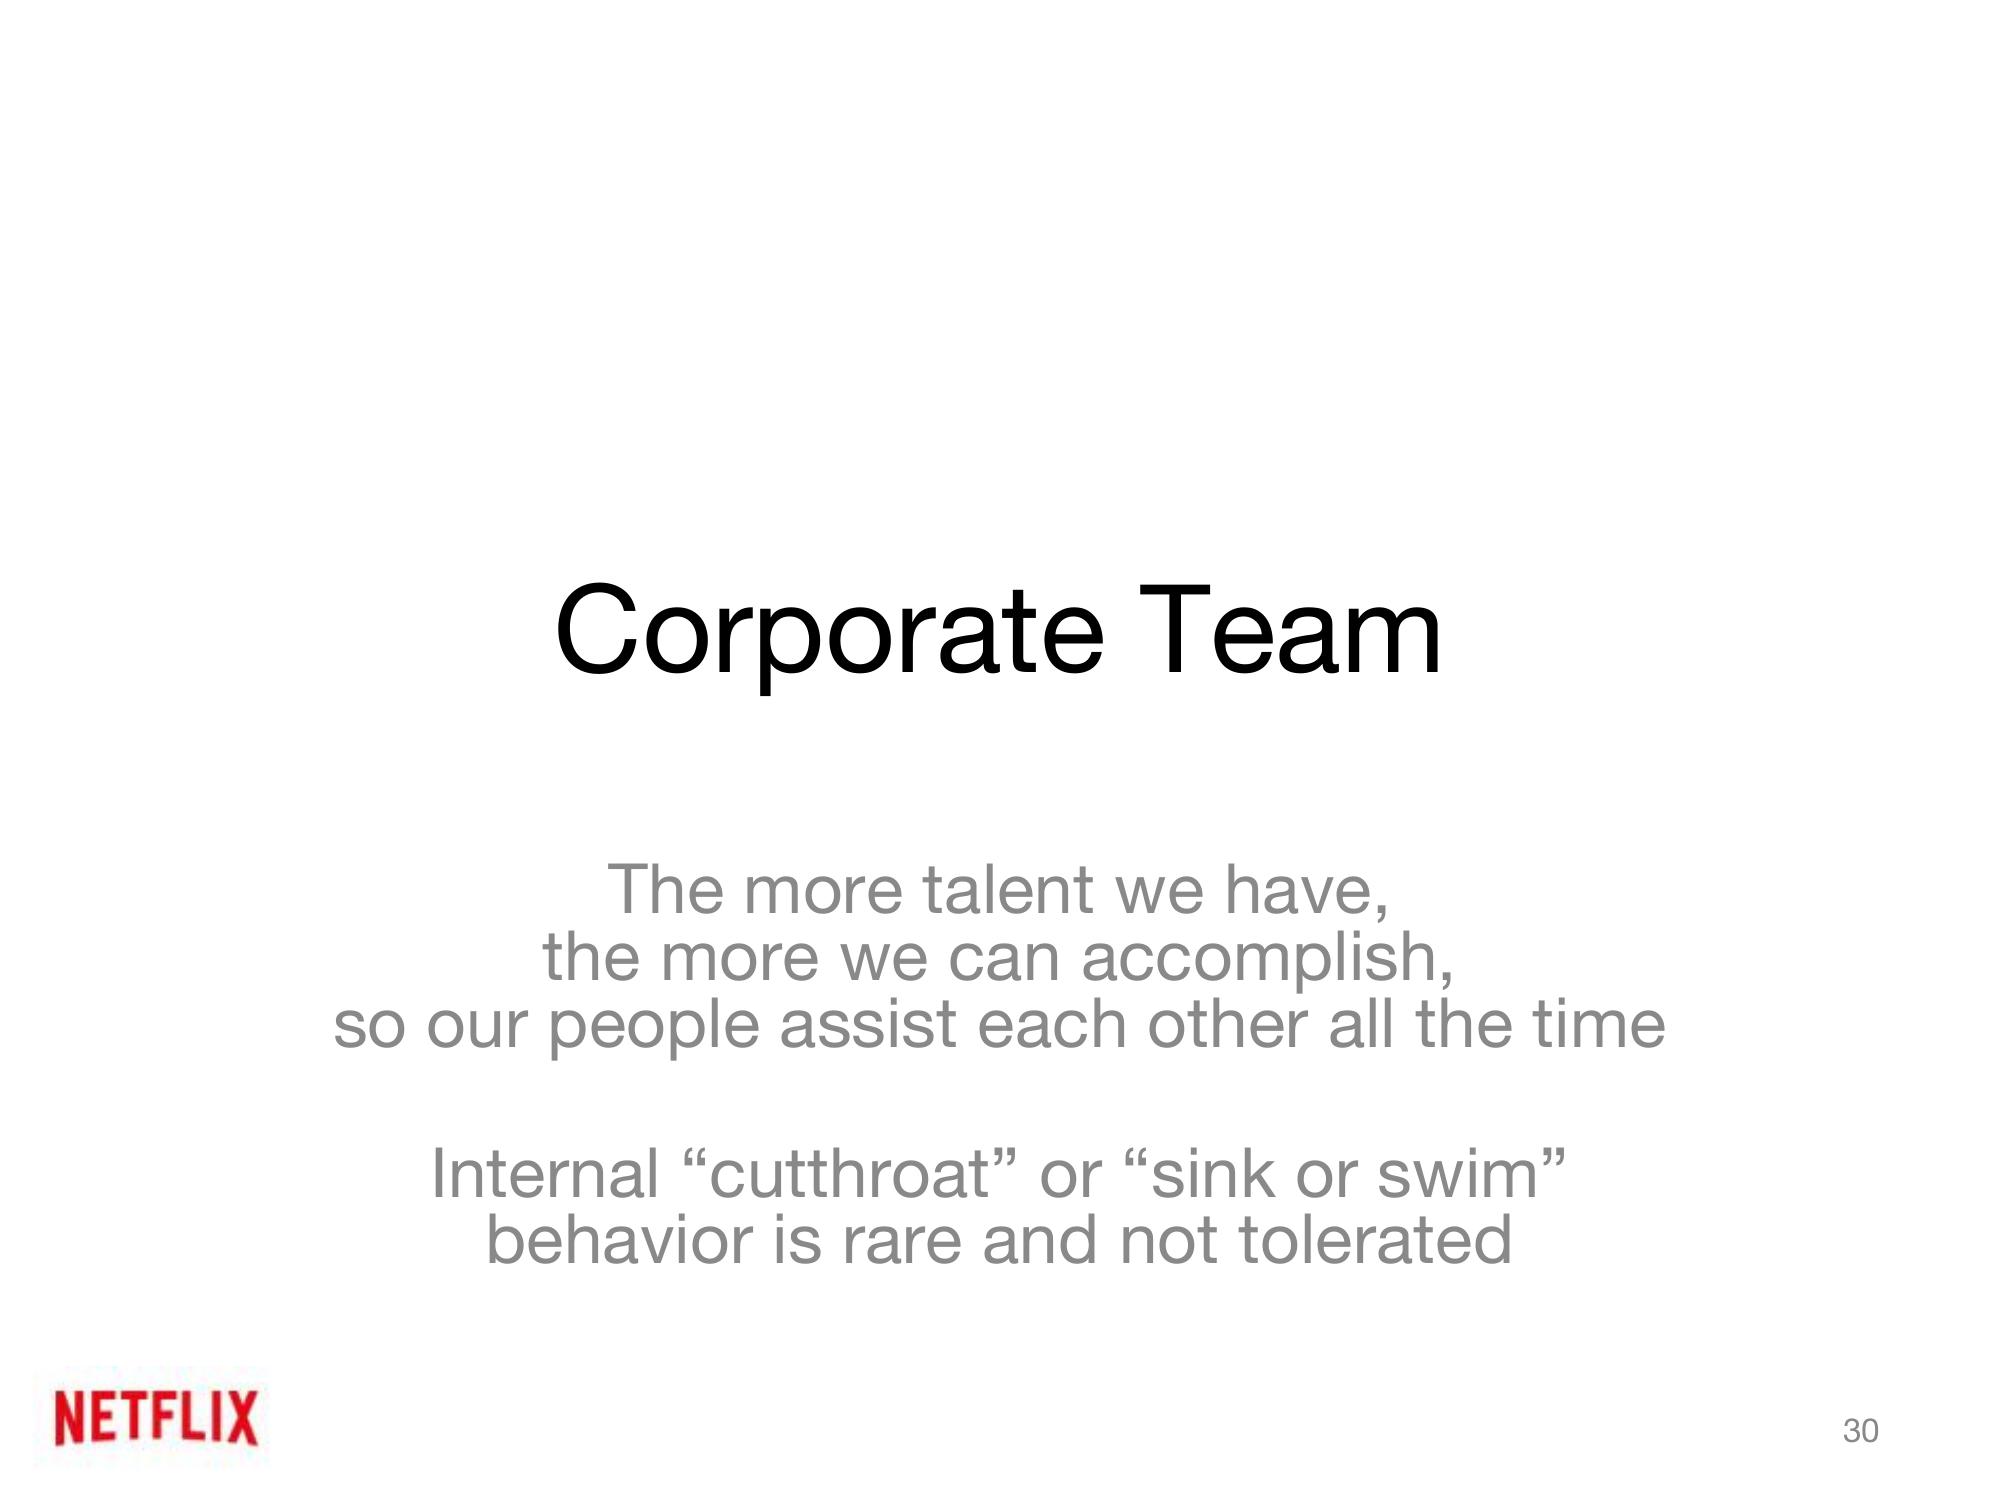 Corporate Team
The more talent we have,
the more we can accomplish,
so our people assist each other all the time
Internal “cutthroat” or “sink or swim”
behavior is rare and not tolerated
NETFLIX
30